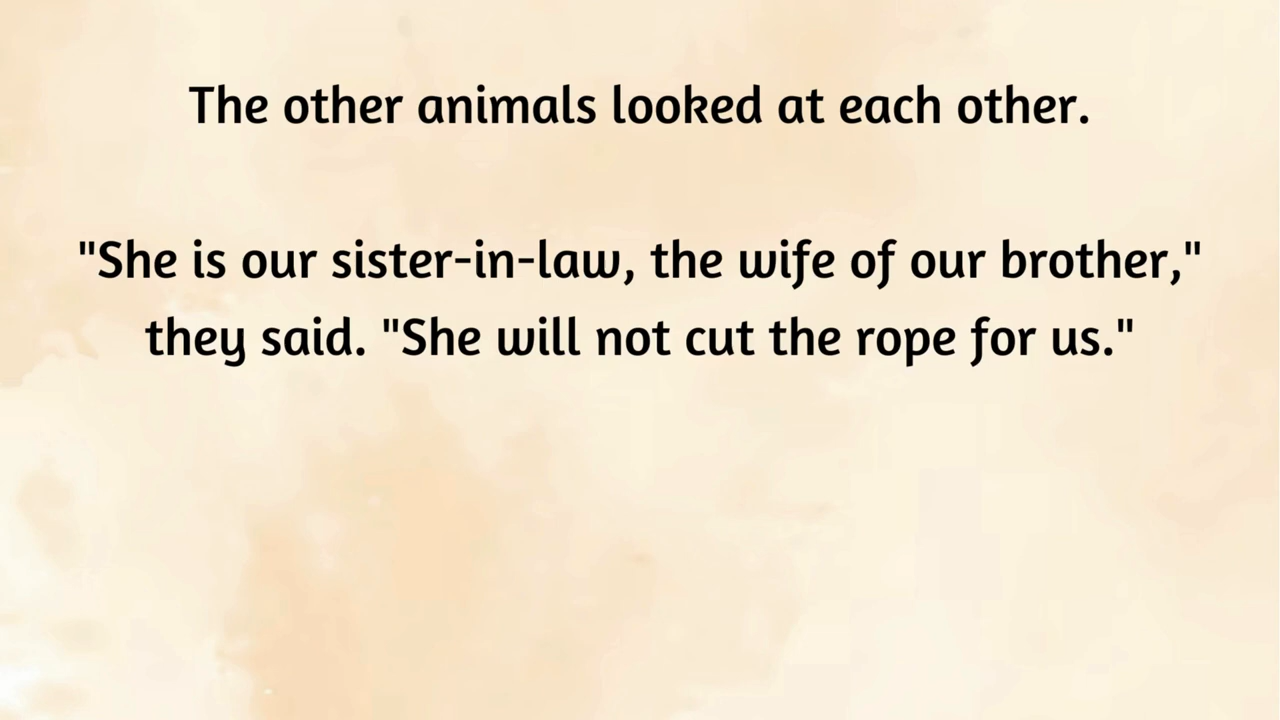 The other animals looked at each other.
"She is our sister-in-law, the wife of our brother,"
they said. "She will not cut the rope for us."